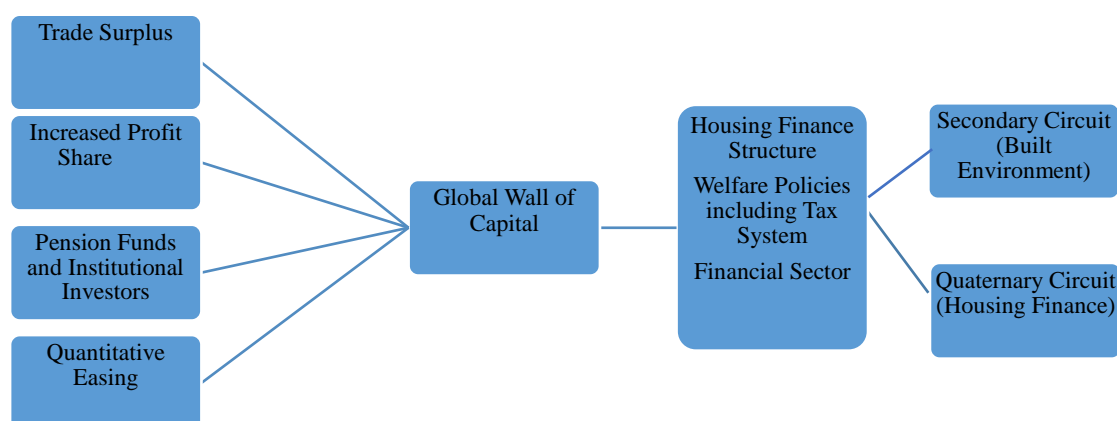 Trade Surplus
Increased Profit
Share
Pension Funds
and Institutional
Investors
Quantitative
Easing
Global Wall of
Capital
Housing Finance
Structure
Welfare Policies
including Tax
System
Financial Sector
Secondary Circuit
(Built
Environment)
Quaternary Circuit
(Housing Finance)